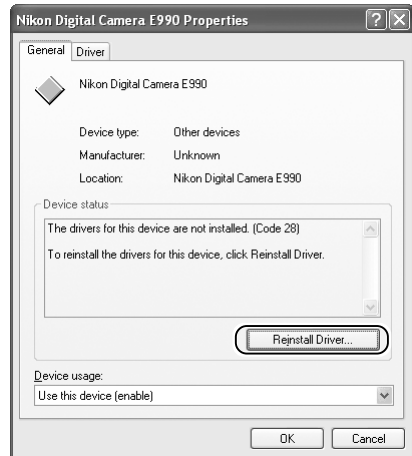 Nikon Digital Camera E990 Properties
General Driver
Nikon Digital Camera E990
Device type: Other devices
Manufacturer: Unknown
Location: Nikon Digital Camera E990
Device status
The drivers for this device are not installed. (Code 28)
To reinstall the drivers for this device, click Reinstall Driver.
Reinstall Driver...
Device usage:
Use this device (enable)
OK Cancel